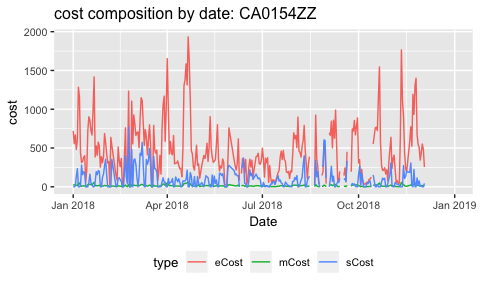 cost composition by date: CA0154ZZ
2000
1500
1000
500
0
cost
Jan 2018 Apr 2018 Jul 2018 Oct 2018 Jan 2019
Date
type eCost mCost sCost